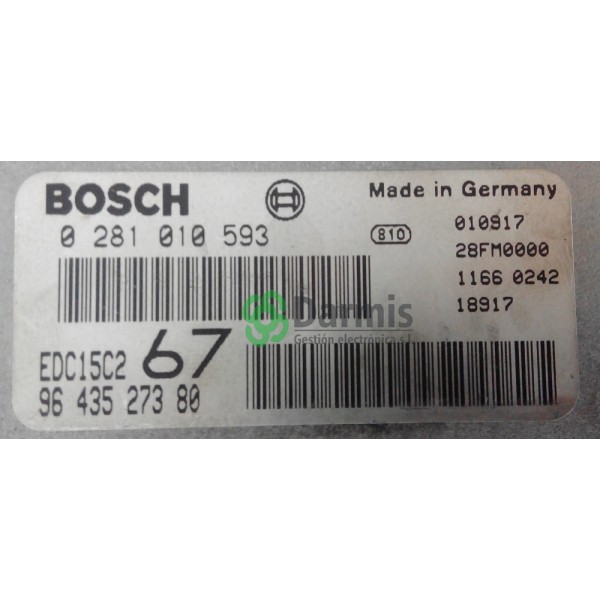 BOSCH
Made in Germany
0 281 010 593
810
010917
28FM0000
1166 0242
18917
Darmis
Gestión electrónica s.l.
EDC15C2
67
96 435 273 80